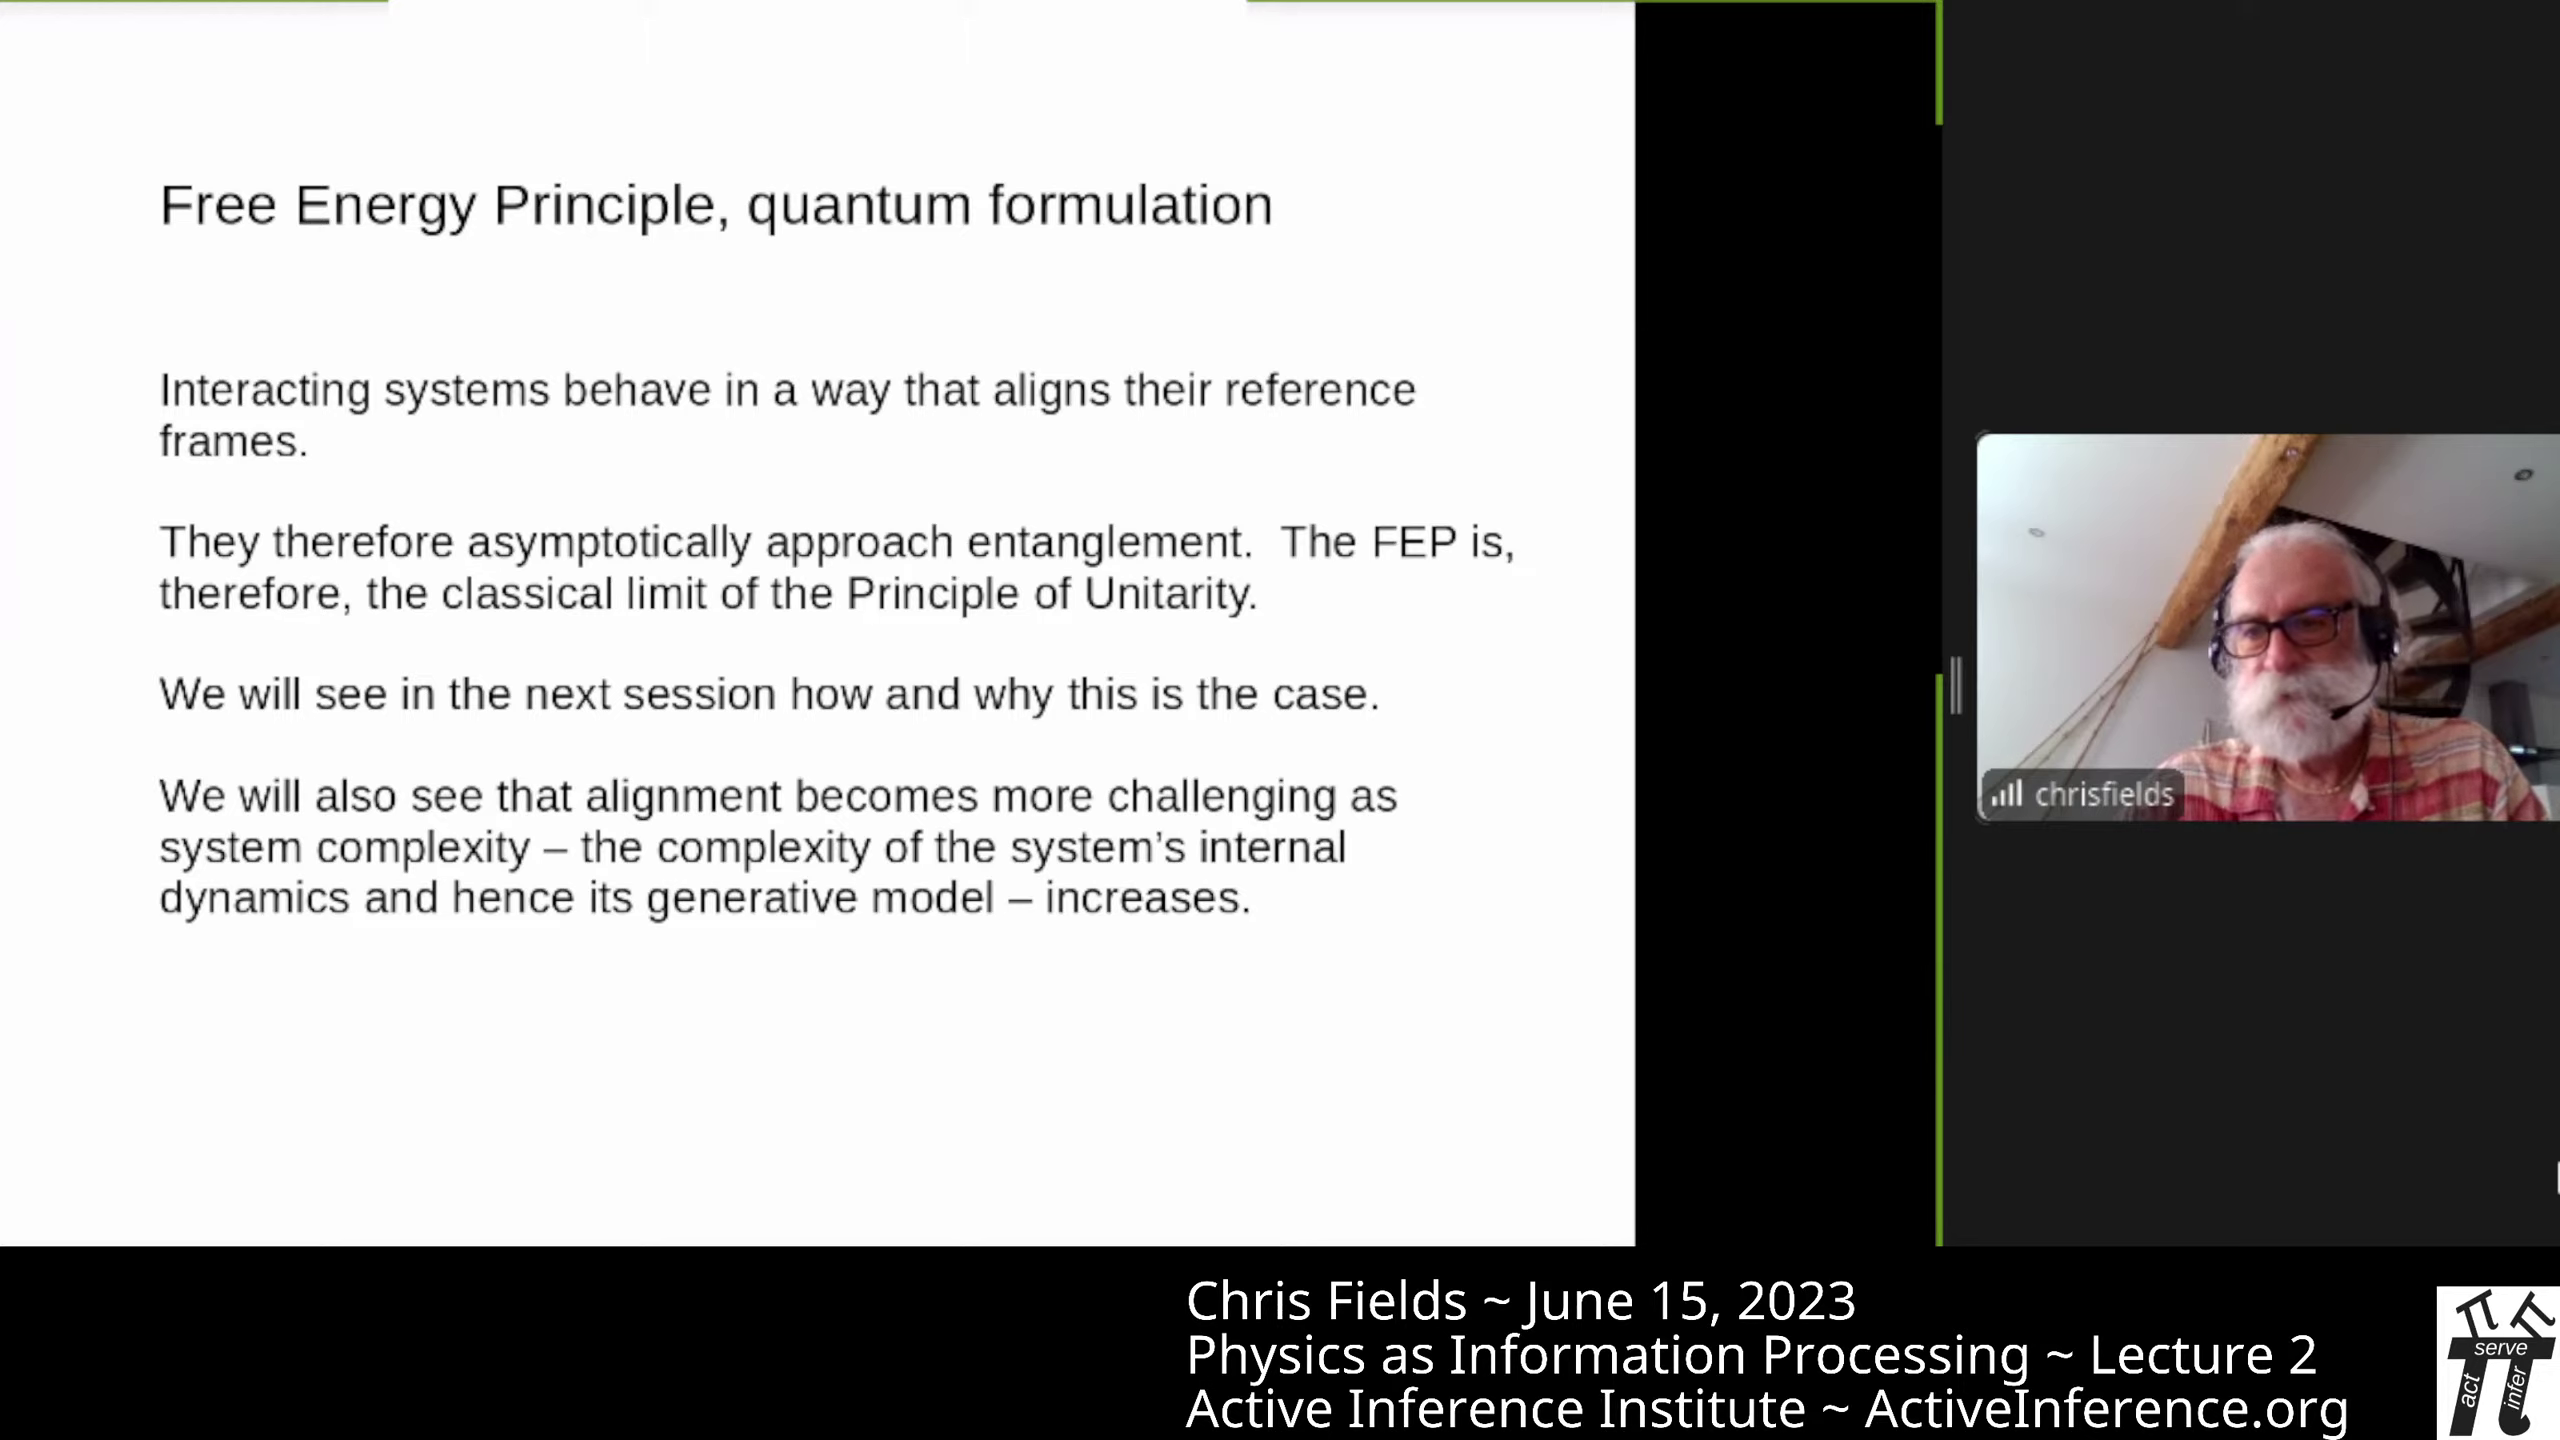 Free Energy Principle, quantum formulation
Interacting systems behave in a way that aligns their reference
frames.
They therefore asymptotically approach entanglement.  The FEP is,
therefore, the classical limit of the Principle of Unitarity.
We will see in the next session how and why this is the case.
We will also see that alignment becomes more challenging as
system complexity – the complexity of the system’s internal
dynamics and hence its generative model – increases.
chrisfields
Chris Fields ~ June 15, 2023
Physics as Information Processing ~ Lecture 2
Active Inference Institute ~ ActiveInference.org
serve
act
infer